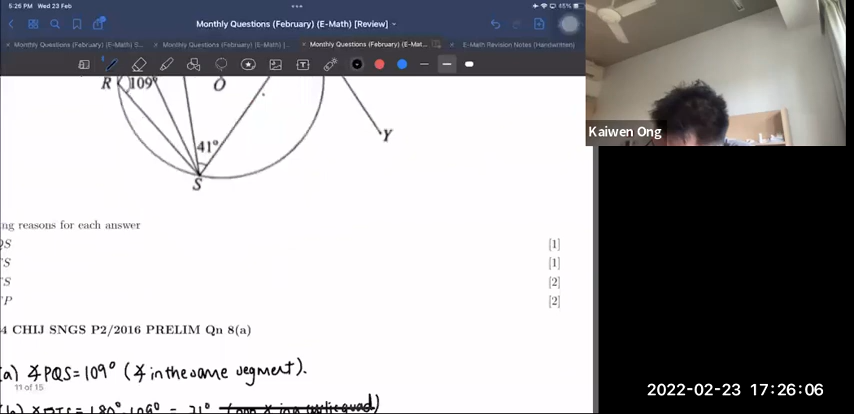 5:26 PM Wed 23 Feb
Monthly Questions (February) (E-Math) [Review]
45%
Monthly Questions (February) (E-Math) S...
Monthly Questions (February) (E-Math) [...
Monthly Questions (February) (E-Mat...
E-Math Revision Notes [Handwritten]
R 109° O
Y
41°
S
Kaiwen Ong
ng reasons for each answer
QS [1]
TS [1]
TS [2]
TP [2]
4 CHIJ SNGS P2/2016 PRELIM Qn 8(a)
(a) ∡PQS = 109° (∡ in the same segment).
11 of 15
2022-02-23 17:26:06